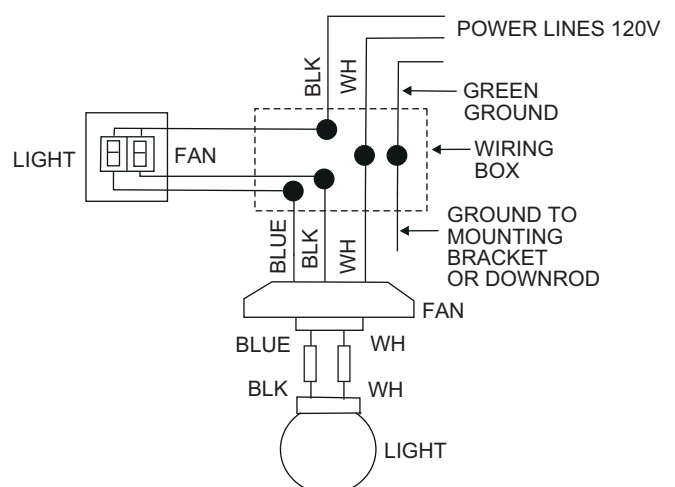 POWER LINES 120V
BLK
WH
GREEN
GROUND
LIGHT
FAN
WIRING
BOX
GROUND TO
MOUNTING
BRACKET
OR DOWNROD
BLUE
BLK
WH
FAN
BLUE
WH
BLK
WH
LIGHT